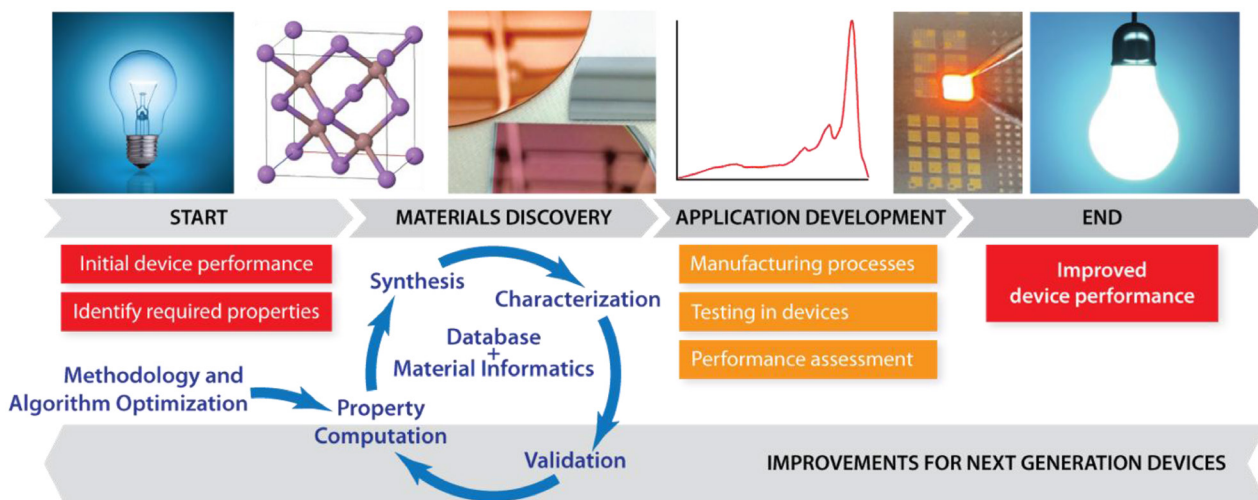 START
MATERIALS DISCOVERY
APPLICATION DEVELOPMENT
END
Initial device performance
Identify required properties
Synthesis
Characterization
Database
+
Material Informatics
Methodology and
Algorithm Optimization
Property
Computation
Validation
Manufacturing processes
Testing in devices
Performance assessment
Improved
device performance
IMPROVEMENTS FOR NEXT GENERATION DEVICES